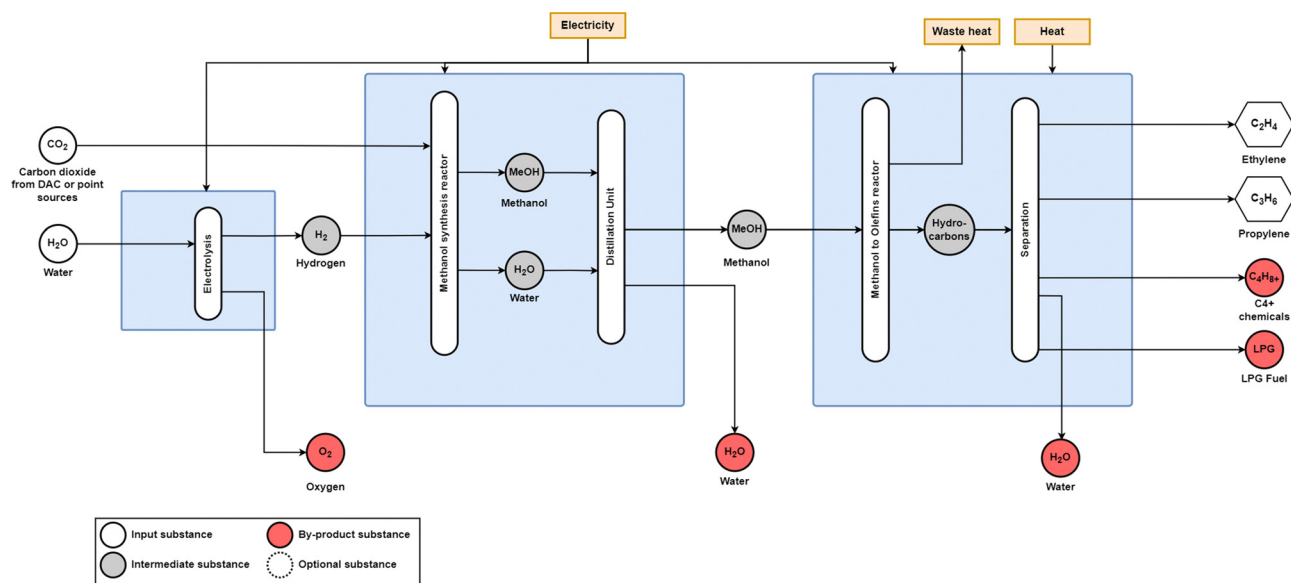 Electricity
Waste heat
Heat
CO₂
Carbon dioxide
from DAC or point
sources
H₂O
Water
Electrolysis
H₂
Hydrogen
O₂
Oxygen
Methanol synthesis reactor
MeOH
Methanol
H₂O
Water
Distillation Unit
MeOH
Methanol
H₂O
Water
Methanol to Olefins reactor
Hydro-
carbons
Separation
C₂H₄
Ethylene
C₃H₆
Propylene
C₄H₈₊
C4+
chemicals
LPG
LPG Fuel
H₂O
Water
Input substance
By-product substance
Intermediate substance
Optional substance